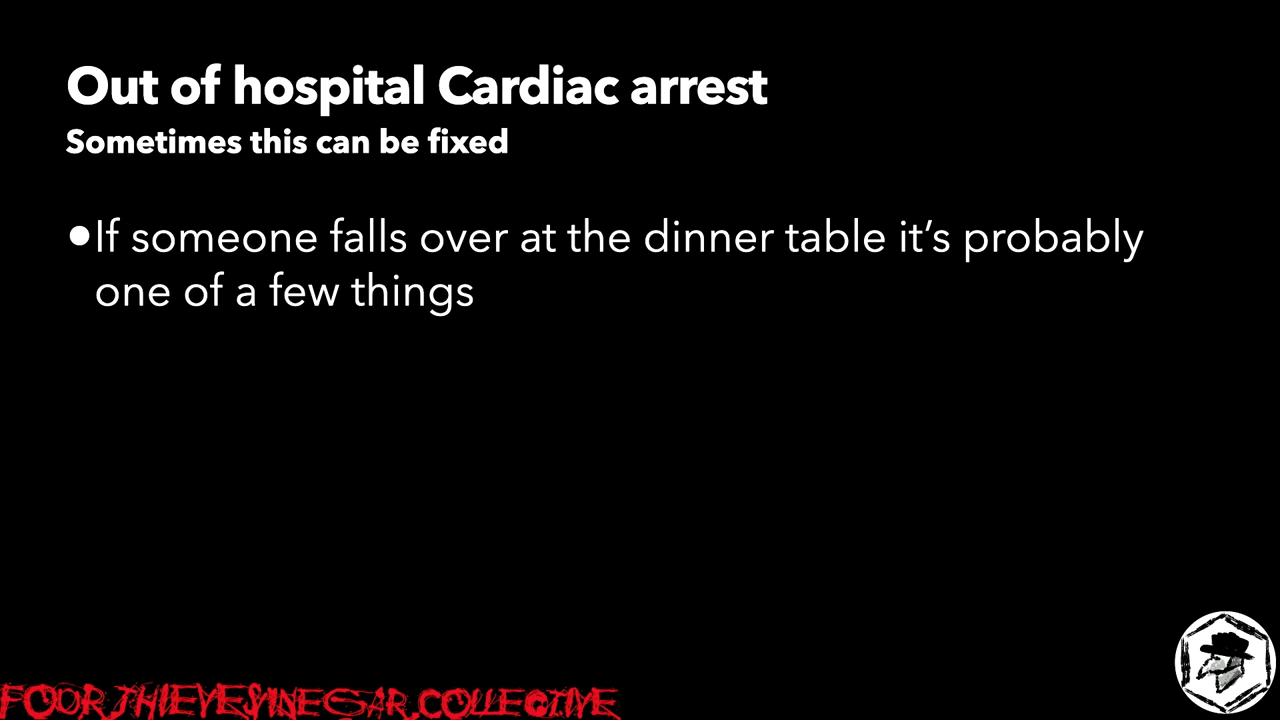 Out of hospital Cardiac arrest
Sometimes this can be fixed
•If someone falls over at the dinner table it’s probably
one of a few things
FOUR THIEVES VINEGAR COLLECTIVE